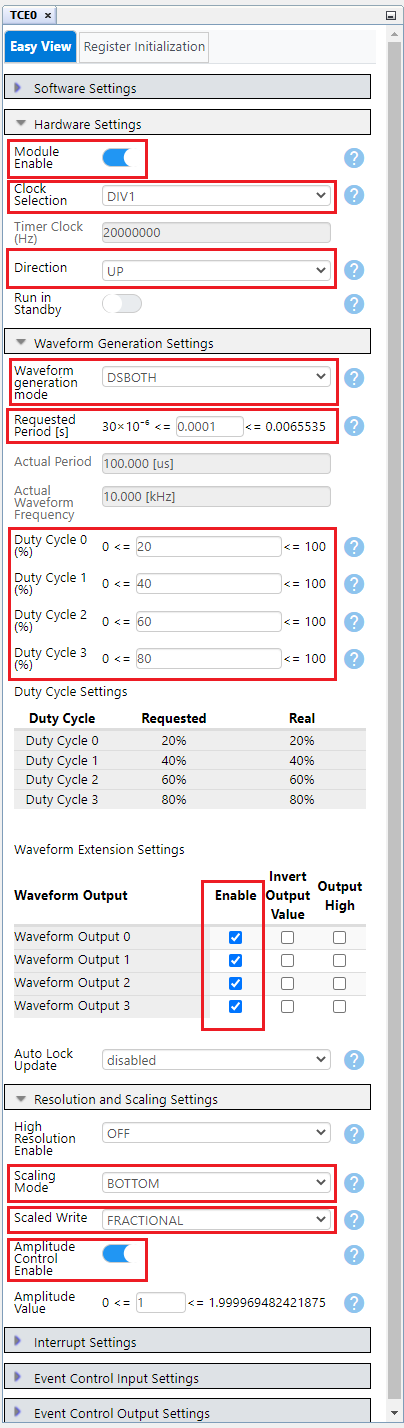 TCE0
Easy View Register Initialization
Software Settings
Hardware Settings
Module
Enable
Clock
Selection
DIV1
Timer Clock
(Hz)
20000000
Direction
UP
Run in
Standby
Waveform Generation Settings
Waveform
generation
mode
DSBOTH
Requested
Period [s]
30×10⁻⁶ <= 0.0001 <= 0.0065535
Actual Period
100.000 [us]
Actual
Waveform
Frequency
10.000 [kHz]
Duty Cycle 0
(%)
0 <= 20 <= 100
Duty Cycle 1
(%)
0 <= 40 <= 100
Duty Cycle 2
(%)
0 <= 60 <= 100
Duty Cycle 3
(%)
0 <= 80 <= 100
Duty Cycle Settings
Duty Cycle Requested Real
Duty Cycle 0 20% 20%
Duty Cycle 1 40% 40%
Duty Cycle 2 60% 60%
Duty Cycle 3 80% 80%
Waveform Extension Settings
Waveform Output
Enable
Invert
Output
Value
Output
High
Waveform Output 0
Waveform Output 1
Waveform Output 2
Waveform Output 3
Auto Lock
Update
disabled
Resolution and Scaling Settings
High
Resolution
Enable
OFF
Scaling
Mode
BOTTOM
Scaled Write
FRACTIONAL
Amplitude
Control
Enable
Amplitude
Value
0 <= 1 <= 1.999969482421875
Interrupt Settings
Event Control Input Settings
Event Control Output Settings